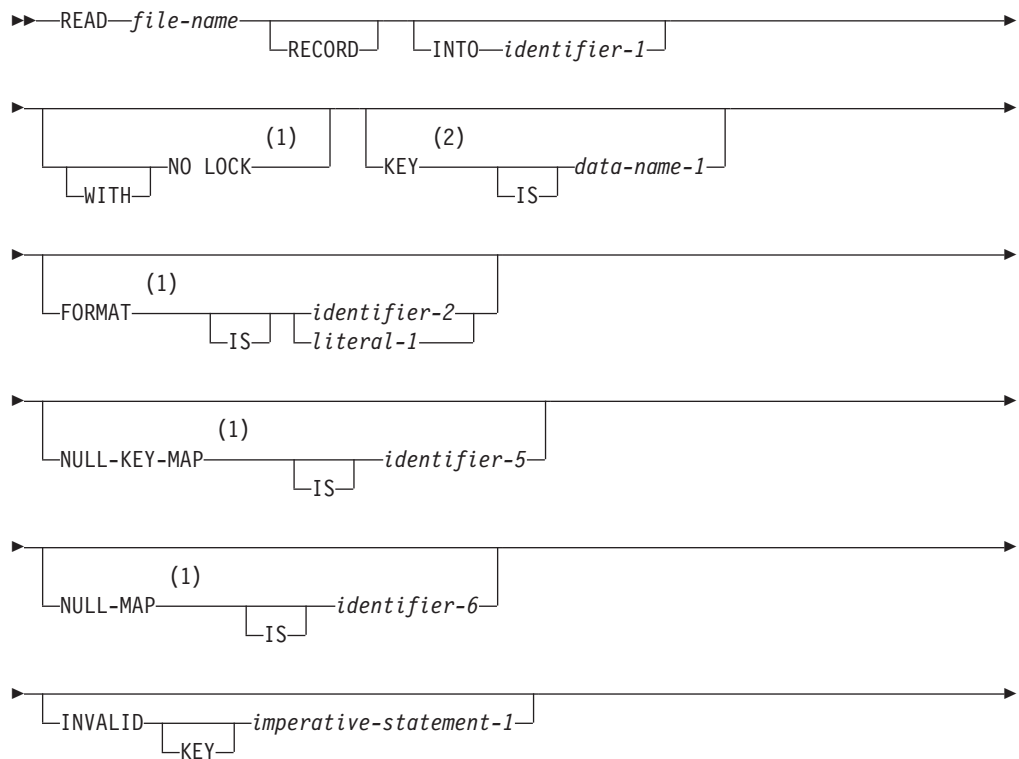 READ file-name RECORD INTO identifier-1
(1) (2)
WITH NO LOCK KEY IS data-name-1
(1)
FORMAT IS identifier-2
literal-1
(1)
NULL-KEY-MAP IS identifier-5
(1)
NULL-MAP IS identifier-6
INVALID KEY imperative-statement-1